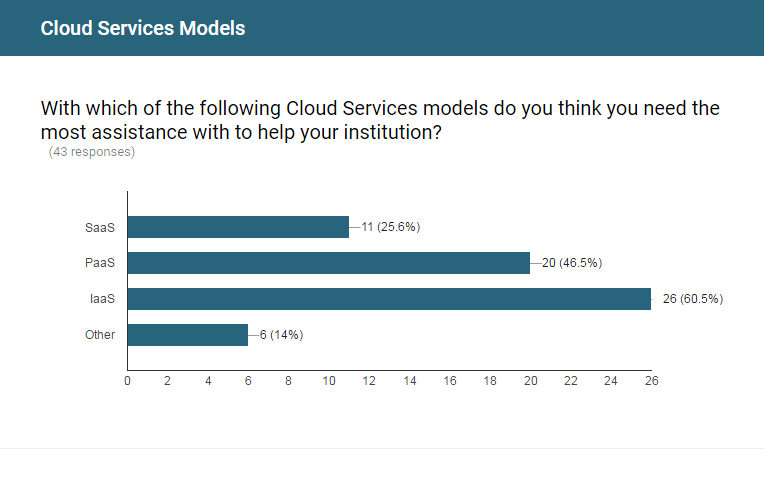 Cloud Services Models
With which of the following Cloud Services models do you think you need the
most assistance with to help your institution?
(43 responses)
SaaS 11 (25.6%)
PaaS 20 (46.5%)
IaaS 26 (60.5%)
Other 6 (14%)
0 2 4 6 8 10 12 14 16 18 20 22 24 26